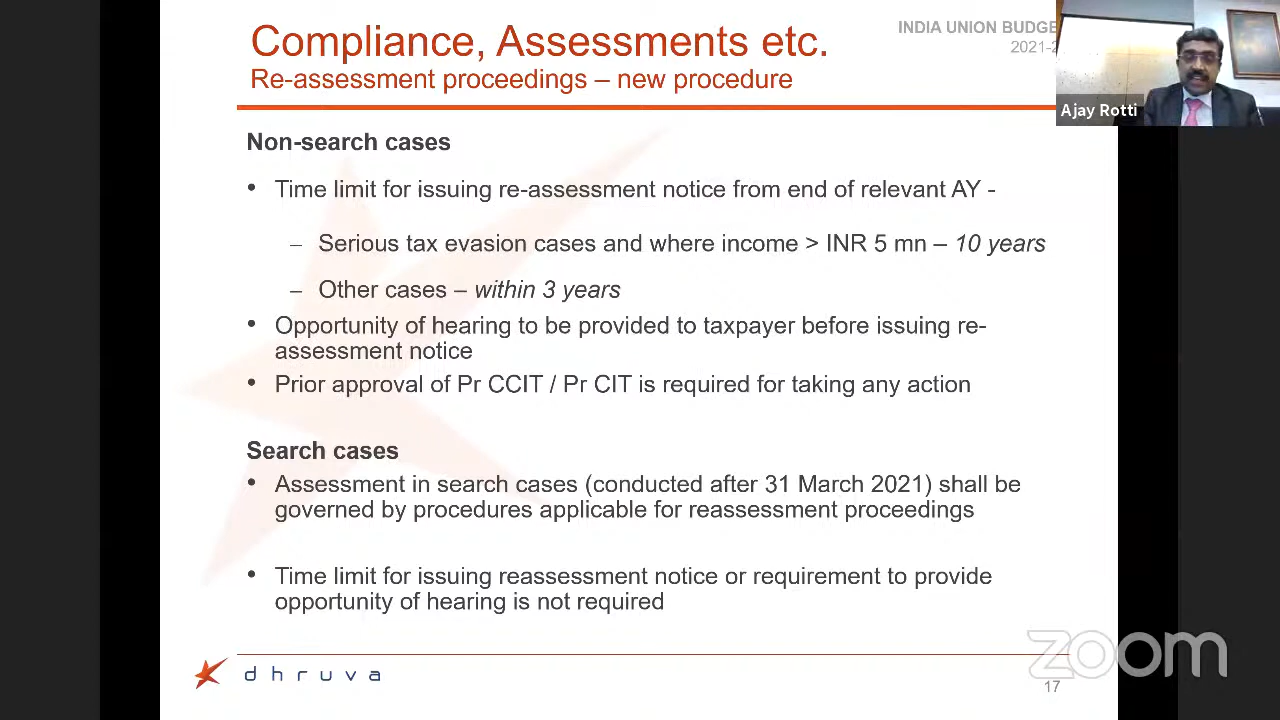 Compliance, Assessments etc.
Re-assessment proceedings – new procedure
INDIA UNION BUDGE
2021-2
Ajay Rotti
Non-search cases
• Time limit for issuing re-assessment notice from end of relevant AY -
– Serious tax evasion cases and where income > INR 5 mn – 10 years
– Other cases – within 3 years
• Opportunity of hearing to be provided to taxpayer before issuing re-
assessment notice
• Prior approval of Pr CCIT / Pr CIT is required for taking any action
Search cases
• Assessment in search cases (conducted after 31 March 2021) shall be
governed by procedures applicable for reassessment proceedings
• Time limit for issuing reassessment notice or requirement to provide
opportunity of hearing is not required
dhruva
zoom
17